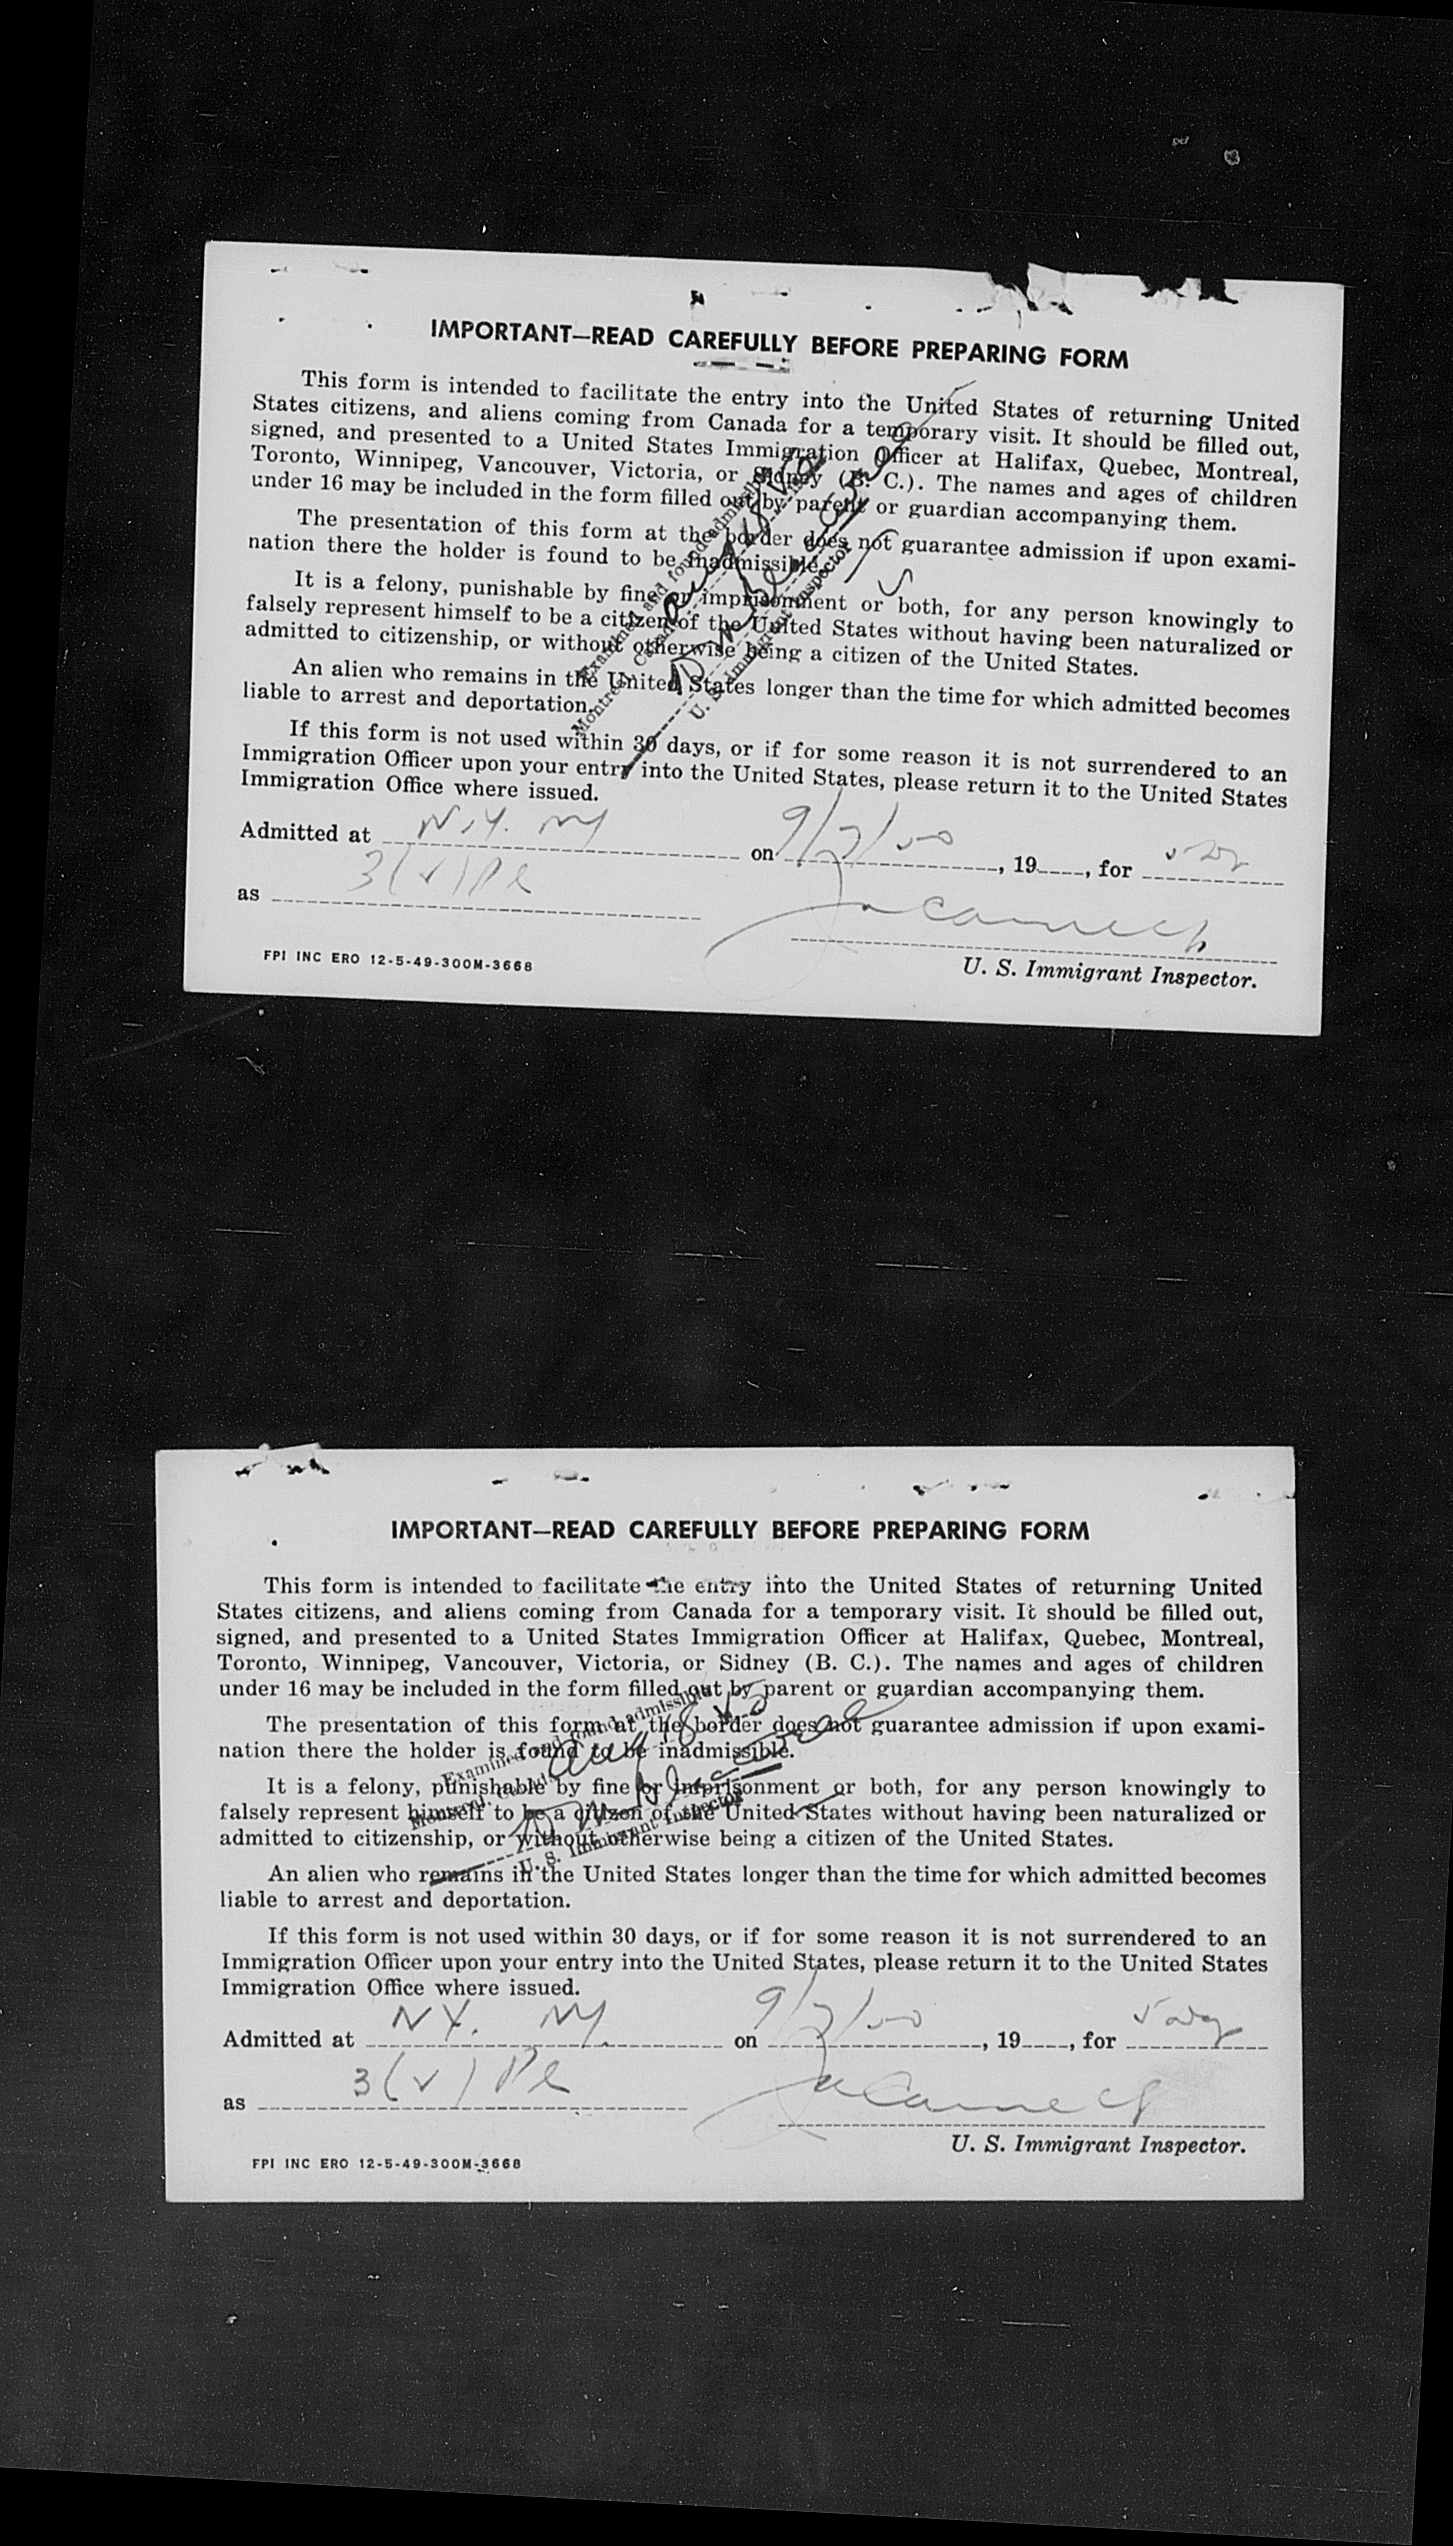 IMPORTANT—READ CAREFULLY BEFORE PREPARING FORM
This form is intended to facilitate the entry into the United States of returning United
States citizens, and aliens coming from Canada for a temporary visit. It should be filled out,
signed, and presented to a United States Immigration Officer at Halifax, Quebec, Montreal,
Toronto, Winnipeg, Vancouver, Victoria, or Sidney (B. C.). The names and ages of children
under 16 may be included in the form filled out by parent or guardian accompanying them.
The presentation of this form at the border does not guarantee admission if upon exami-
nation there the holder is found to be inadmissible.
It is a felony, punishable by fine or imprisonment or both, for any person knowingly to
falsely represent himself to be a citizen of the United States without having been naturalized or
admitted to citizenship, or without otherwise being a citizen of the United States.
An alien who remains in the United States longer than the time for which admitted becomes
liable to arrest and deportation.
If this form is not used within 30 days, or if for some reason it is not surrendered to an
Immigration Officer upon your entry into the United States, please return it to the United States
Immigration Office where issued.
Examined and found admissible
Montreal, Canada
U. S. Immigrant Inspector
Admitted at N.Y. NY on 9/2/50, 19, for
as 3(v) Pl
U. S. Immigrant Inspector.
FPI INC ERO 12-5-49-300M-3668
IMPORTANT—READ CAREFULLY BEFORE PREPARING FORM
This form is intended to facilitate the entry into the United States of returning United
States citizens, and aliens coming from Canada for a temporary visit. It should be filled out,
signed, and presented to a United States Immigration Officer at Halifax, Quebec, Montreal,
Toronto, Winnipeg, Vancouver, Victoria, or Sidney (B. C.). The names and ages of children
under 16 may be included in the form filled out by parent or guardian accompanying them.
The presentation of this form at the border does not guarantee admission if upon exami-
nation there the holder is found to be inadmissible.
It is a felony, punishable by fine or imprisonment or both, for any person knowingly to
falsely represent himself to be a citizen of the United States without having been naturalized or
admitted to citizenship, or without otherwise being a citizen of the United States.
An alien who remains in the United States longer than the time for which admitted becomes
liable to arrest and deportation.
If this form is not used within 30 days, or if for some reason it is not surrendered to an
Immigration Officer upon your entry into the United States, please return it to the United States
Immigration Office where issued.
Examined and found admissible
Montreal, Canada
U. S. Immigrant Inspector
Admitted at NY. NY. on 9/2/50, 19, for
as 3(v) Pl
U. S. Immigrant Inspector.
FPI INC ERO 12-5-49-300M-3668